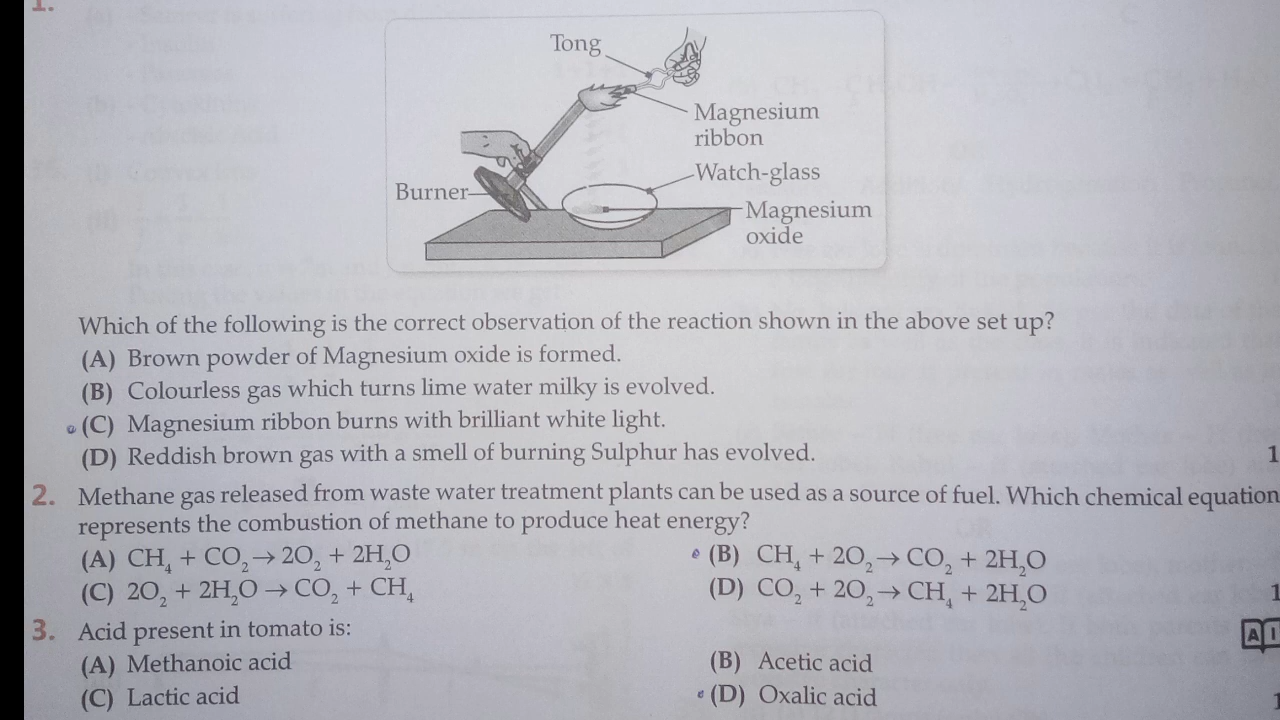 1.
Tong
Magnesium
ribbon
Watch-glass
Burner
Magnesium
oxide
Which of the following is the correct observation of the reaction shown in the above set up?
(A) Brown powder of Magnesium oxide is formed.
(B) Colourless gas which turns lime water milky is evolved.
(C) Magnesium ribbon burns with brilliant white light.
(D) Reddish brown gas with a smell of burning Sulphur has evolved. 1
2. Methane gas released from waste water treatment plants can be used as a source of fuel. Which chemical equation
represents the combustion of methane to produce heat energy?
(A) CH₄ + CO₂ → 2O₂ + 2H₂O (B) CH₄ + 2O₂ → CO₂ + 2H₂O
(C) 2O₂ + 2H₂O → CO₂ + CH₄ (D) CO₂ + 2O₂ → CH₄ + 2H₂O 1
3. Acid present in tomato is: AI
(A) Methanoic acid (B) Acetic acid
(C) Lactic acid (D) Oxalic acid 1